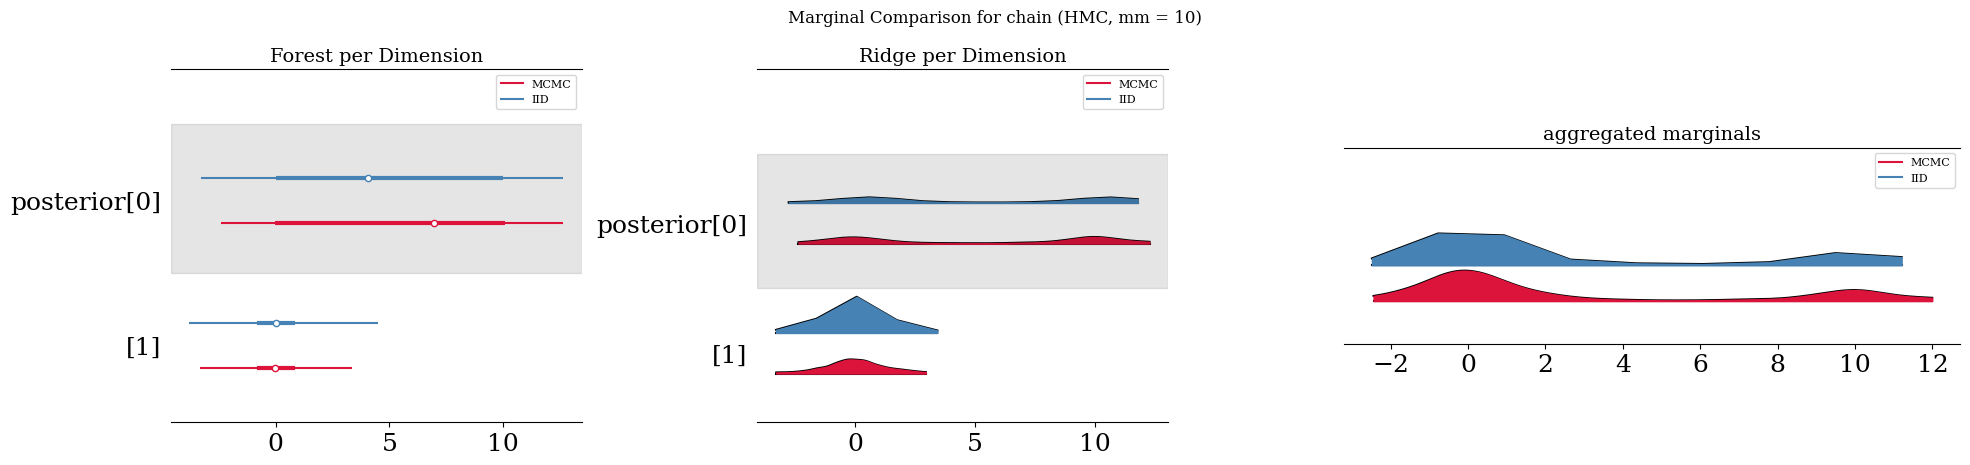 Marginal Comparison for chain (HMC, mm = 10)
Forest per Dimension
MCMC
IID
posterior[0]
[1]
0 5 10
Ridge per Dimension
MCMC
IID
posterior[0]
[1]
0 5 10
aggregated marginals
MCMC
IID
−2 0 2 4 6 8 10 12